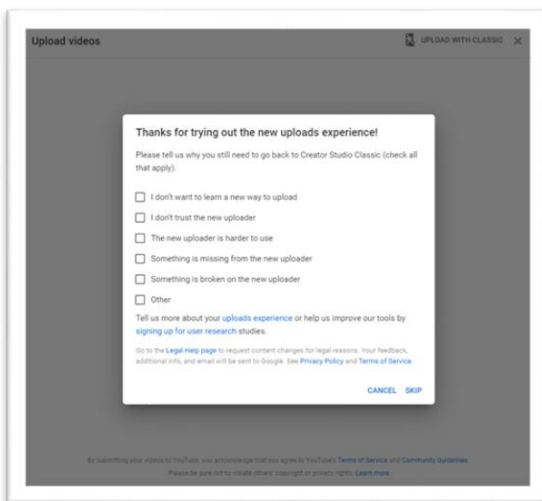 Upload videos
UPLOAD WITH CLASSIC
Thanks for trying out the new uploads experience!
Please tell us why you still need to go back to Creator Studio Classic (check all
that apply).
I don't want to learn a new way to upload
I don't trust the new uploader
The new uploader is harder to use
Something is missing from the new uploader
Something is broken on the new uploader
Other
Tell us more about your uploads experience or help us improve our tools by
signing up for user research studies.
Go to the Legal Help page to request content changes for legal reasons. Your feedback,
additional info, and email will be sent to Google. See Privacy Policy and Terms of Service
CANCEL SKIP
By submitting your videos to YouTube, you acknowledge that you agree to YouTube's Terms of Service and Community Guidelines.
Please be sure not to violate others' copyright or privacy rights. Learn more